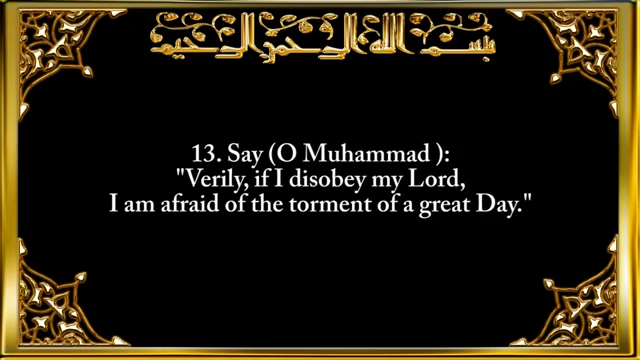 بسم الله الرحمن الرحيم
13. Say (O Muhammad ):
"Verily, if I disobey my Lord,
I am afraid of the torment of a great Day."